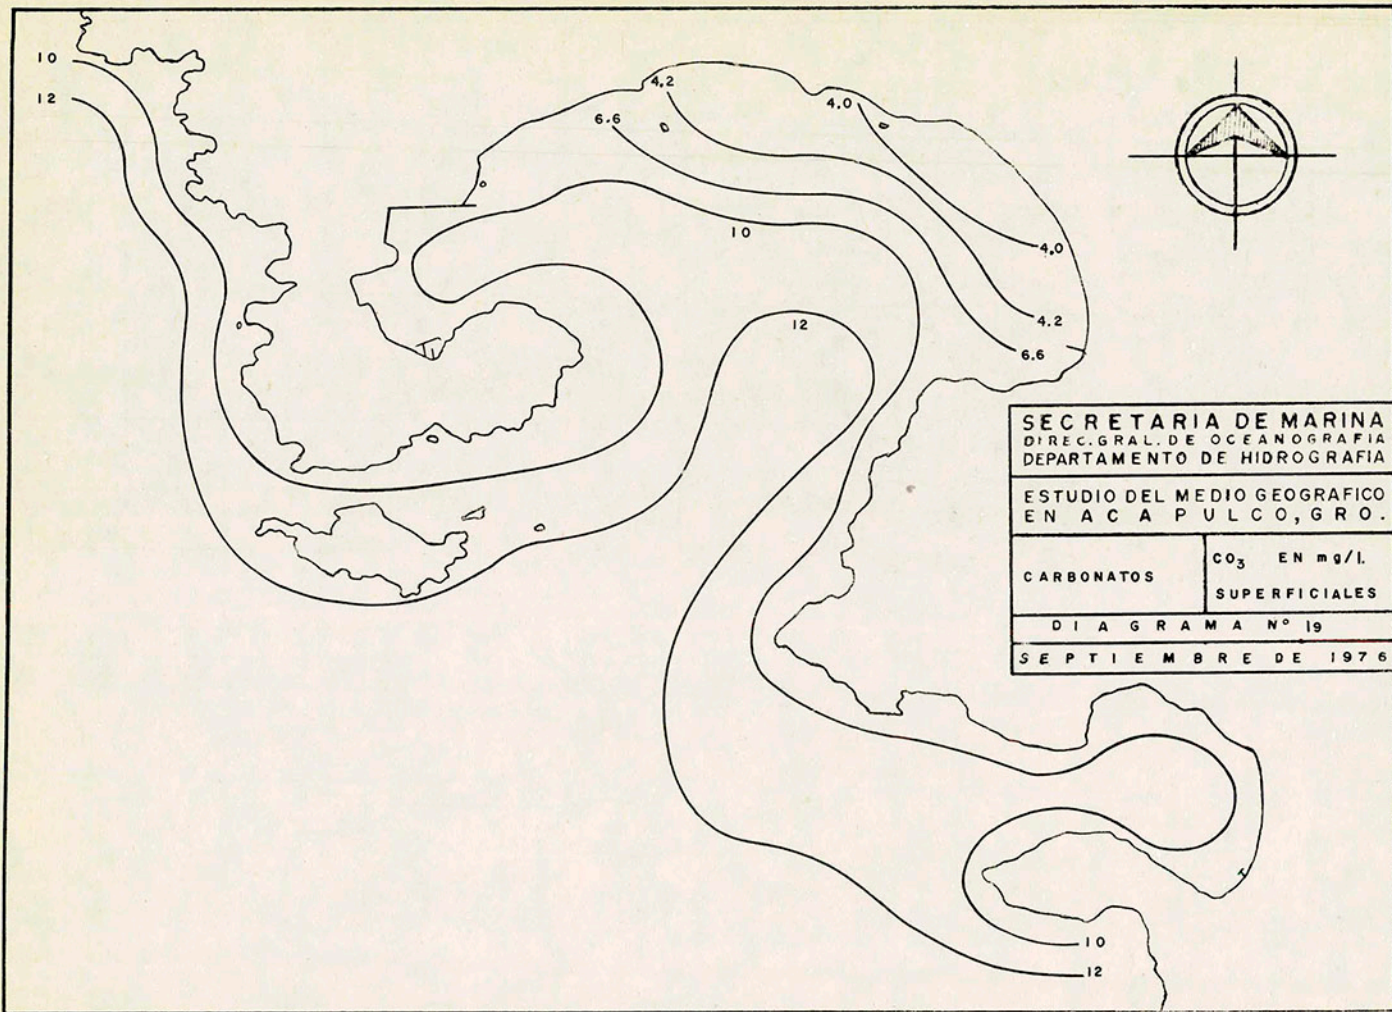 10
12
4.2
4.0
6.6
10
4.0
12
4.2
6.6
SECRETARIA DE MARINA
DIREC.GRAL. DE OCEANOGRAFIA
DEPARTAMENTO DE HIDROGRAFIA
ESTUDIO DEL MEDIO GEOGRAFICO
EN ACAPULCO, GRO.
CARBONATOS
CO₃ EN mg/l.
SUPERFICIALES
DIAGRAMA Nº 19
SEPTIEMBRE DE 1976
10
12